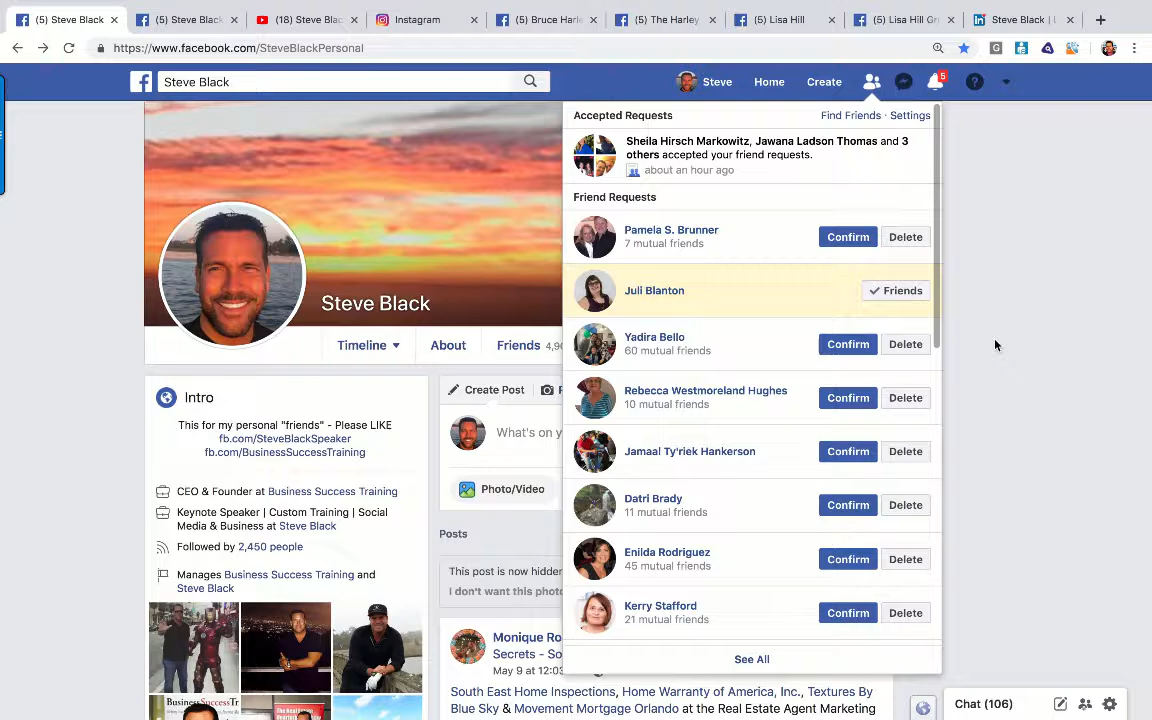 (5) Steve Black
(5) Steve Black
(18) Steve Blac
Instagram
(5) Bruce Harle
(5) The Harley
(5) Lisa Hill
(5) Lisa Hill Gr
Steve Black | L
https://www.facebook.com/SteveBlackPersonal
Steve Black
Steve
Home
Create
5
Accepted Requests
Find Friends · Settings
Sheila Hirsch Markowitz, Jawana Ladson Thomas and 3
others accepted your friend requests.
about an hour ago
Friend Requests
Pamela S. Brunner
7 mutual friends
Confirm
Delete
Juli Blanton
Friends
Yadira Bello
60 mutual friends
Confirm
Delete
Rebecca Westmoreland Hughes
10 mutual friends
Confirm
Delete
Jamaal Ty'riek Hankerson
Confirm
Delete
Datri Brady
11 mutual friends
Confirm
Delete
Enilda Rodriguez
45 mutual friends
Confirm
Delete
Kerry Stafford
21 mutual friends
Confirm
Delete
See All
Steve Black
Timeline
About
Friends 4,9
Intro
This for my personal "friends" - Please LIKE
fb.com/SteveBlackSpeaker
fb.com/BusinessSuccessTraining
CEO & Founder at Business Success Training
Keynote Speaker | Custom Training | Social
Media & Business at Steve Black
Followed by 2,450 people
Manages Business Success Training and
Steve Black
Create Post
What's on y
Photo/Video
Posts
This post is now hidden
I don't want this photo
Monique Ro
Secrets - So
May 9 at 12:03
South East Home Inspections, Home Warranty of America, Inc., Textures By
Blue Sky & Movement Mortgage Orlando at the Real Estate Agent Marketing
Chat (106)